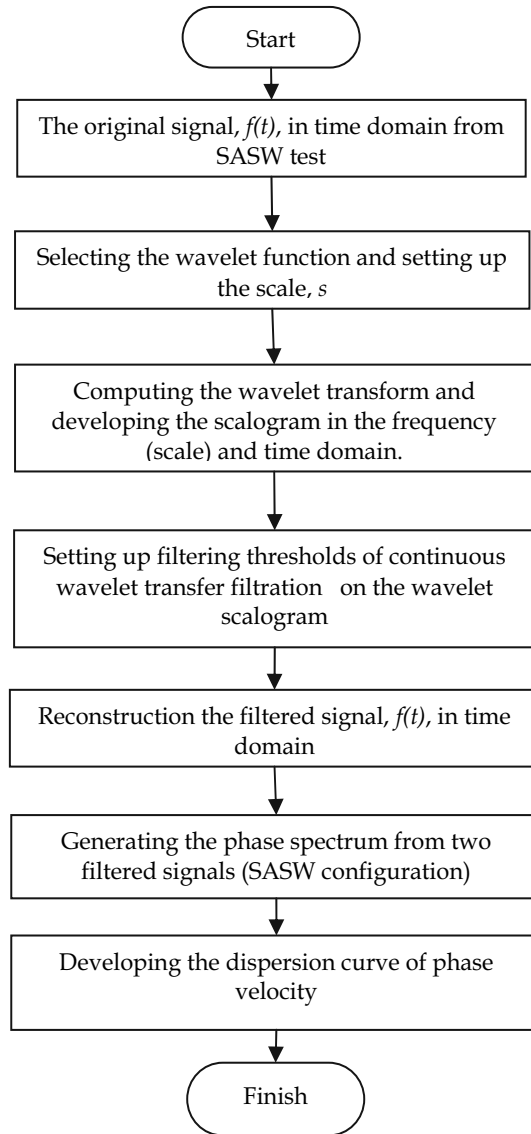 Start
The original signal, f(t), in time domain from
SASW test
Selecting the wavelet function and setting up
the scale, s
Computing the wavelet transform and
developing the scalogram in the frequency
(scale) and time domain.
Setting up filtering thresholds of continuous
wavelet transfer filtration on the wavelet
scalogram
Reconstruction the filtered signal, f(t), in time
domain
Generating the phase spectrum from two
filtered signals (SASW configuration)
Developing the dispersion curve of phase
velocity
Finish